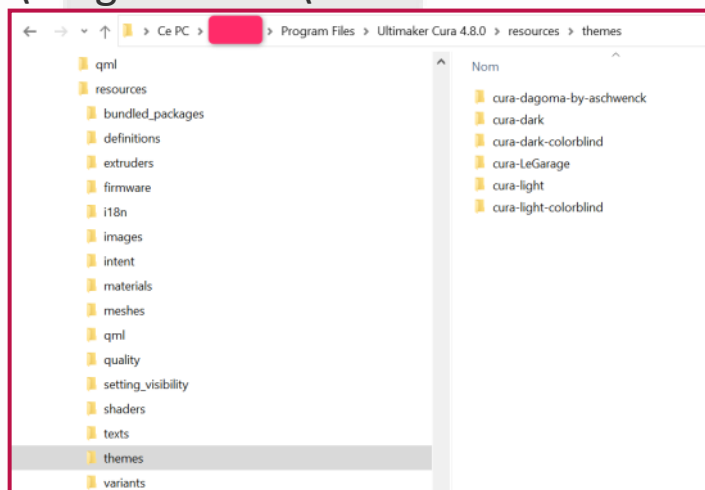 Ce PC > Program Files > Ultimaker Cura 4.8.0 > resources > themes
qml
resources
bundled_packages
definitions
extruders
firmware
i18n
images
intent
materials
meshes
qml
quality
setting_visibility
shaders
texts
themes
variants
Nom
cura-dagoma-by-aschwenck
cura-dark
cura-dark-colorblind
cura-LeGarage
cura-light
cura-light-colorblind